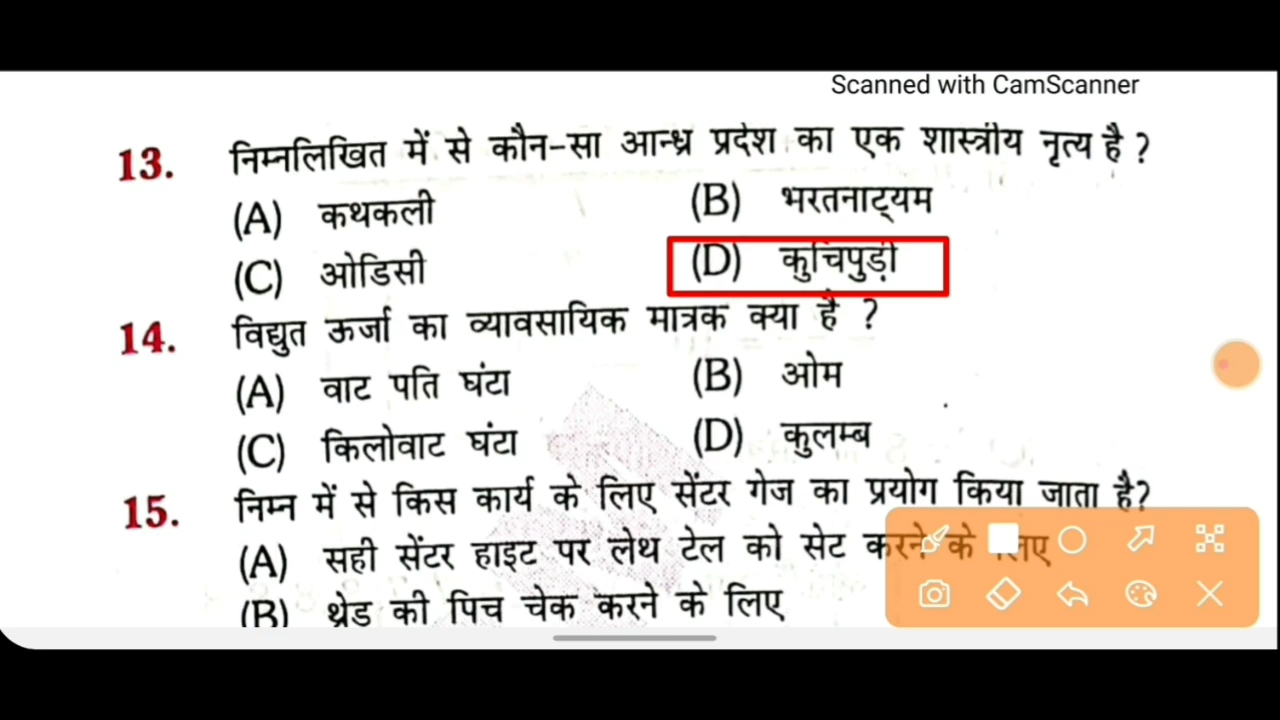 Scanned with CamScanner
13. निम्नलिखित में से कौन-सा आन्ध्र प्रदेश का एक शास्त्रीय नृत्य है ?
(A) कथकली (B) भरतनाट्यम
(C) ओडिसी (D) कुचिपुड़ी
14. विद्युत ऊर्जा का व्यावसायिक मात्रक क्या है ?
(A) वाट पति घंटा (B) ओम
(C) किलोवाट घंटा (D) कुलम्ब
15. निम्न में से किस कार्य के लिए सेंटर गेज का प्रयोग किया जाता है?
(A) सही सेंटर हाइट पर लेथ टेल को सेट करने के लिए
(B) थ्रेड की पिच चेक करने के लिए